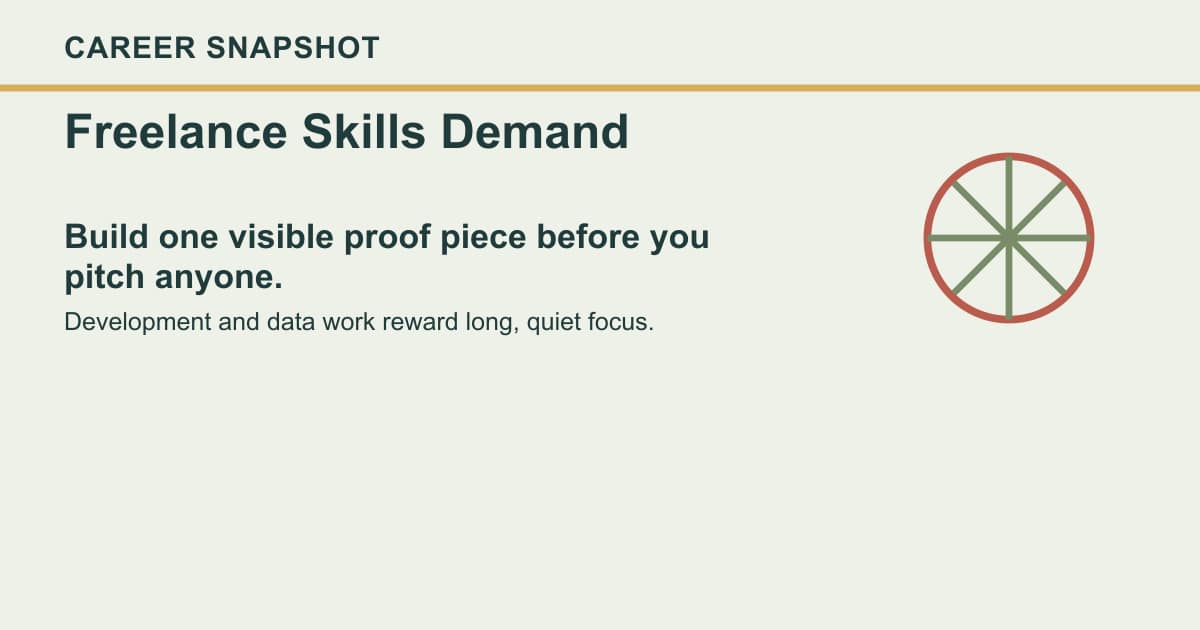 CAREER SNAPSHOT
Freelance Skills Demand
Build one visible proof piece before you
pitch anyone.
Development and data work reward long, quiet focus.